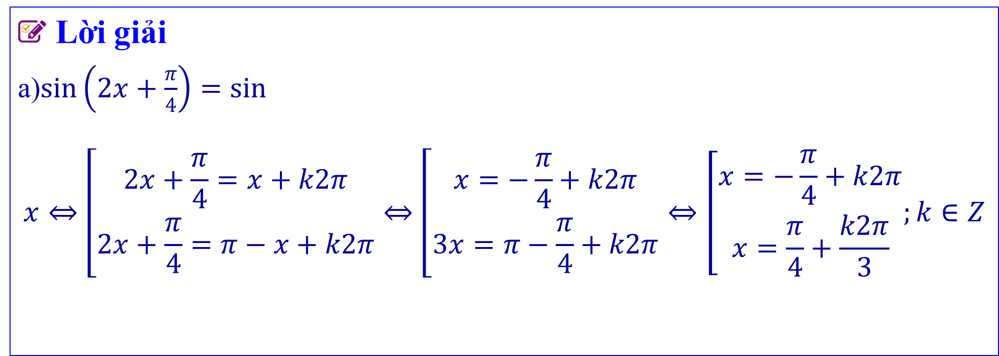 Lời giải
a) sin (2x + π/4) = sin
x ⇔ [ 2x + π/4 = x + k2π ; 2x + π/4 = π − x + k2π ⇔ [ x = −π/4 + k2π ; 3x = π − π/4 + k2π ⇔ [ x = −π/4 + k2π ; x = π/4 + k2π/3 ; k ∈ Z